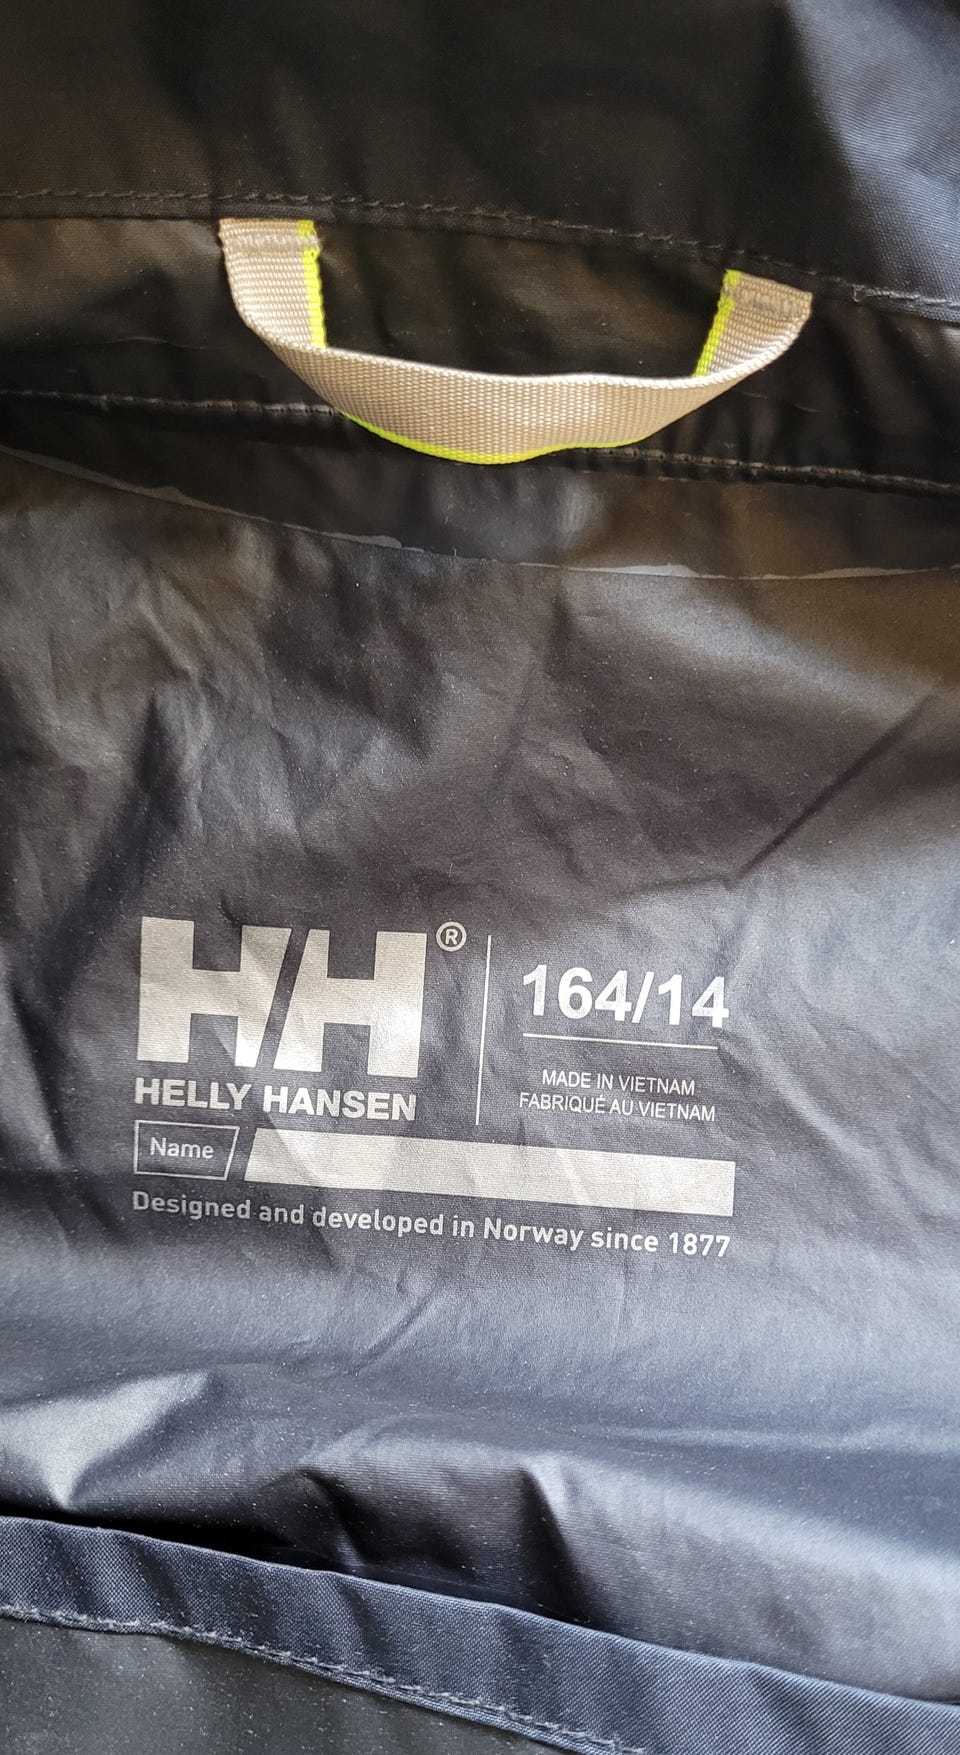 HH®
HELLY HANSEN
164/14
MADE IN VIETNAM
FABRIQUÉ AU VIETNAM
Name
Designed and developed in Norway since 1877